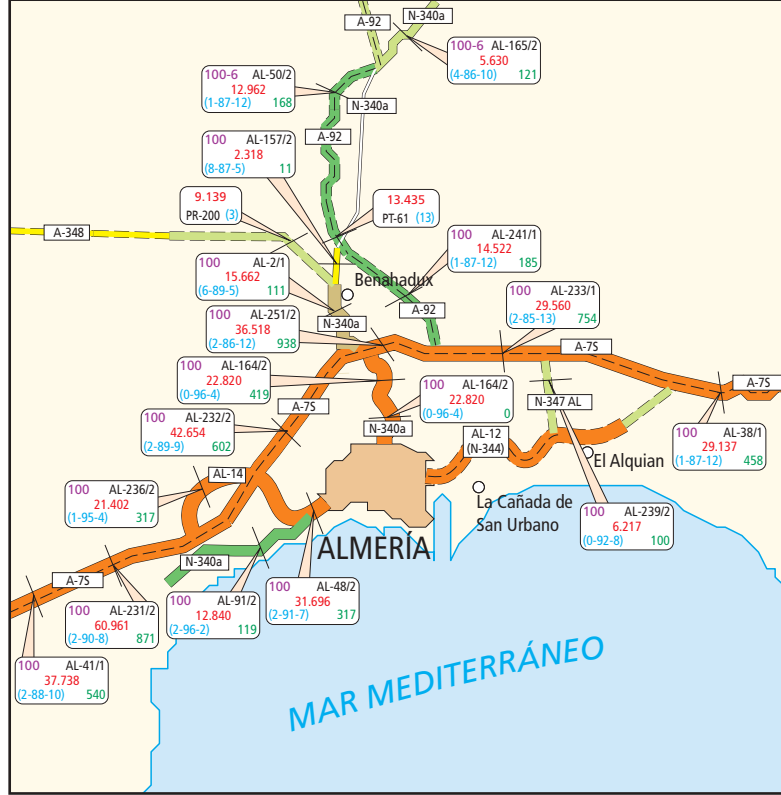 N-340a
A-92
100-6 AL-165/2
5.630
(4-86-10) 121
100-6 AL-50/2
12.962
(1-87-12) 168
N-340a
A-92
100 AL-157/2
2.318
(8-87-5) 11
9.139
PR-200 (3)
13.435
PT-61 (13)
A-348
100 AL-241/1
14.522
(1-87-12) 185
100 AL-2/1
15.662
(6-89-5) 111
Benahadux
100 AL-233/1
29.560
(2-85-13) 754
A-92
N-340a
100 AL-251/2
36.518
(2-86-12) 938
A-7S
100 AL-164/2
22.820
(0-96-4) 419
100 AL-164/2
22.820
(0-96-4) 0
A-7S
N-347 AL
A-7S
100 AL-232/2
42.654
(2-89-9) 602
N-340a
AL-12
(N-344)
100 AL-38/1
29.137
(1-87-12) 458
El Alquian
AL-14
100 AL-236/2
21.402
(1-95-4) 317
La Cañada de
San Urbano
100 AL-239/2
6.217
(0-92-8) 100
ALMERÍA
N-340a
A-7S
100 AL-48/2
31.696
(2-91-7) 317
100 AL-91/2
12.840
(2-96-2) 119
100 AL-231/2
60.961
(2-90-8) 871
100 AL-41/1
37.738
(2-88-10) 540
MAR MEDITERRÁNEO